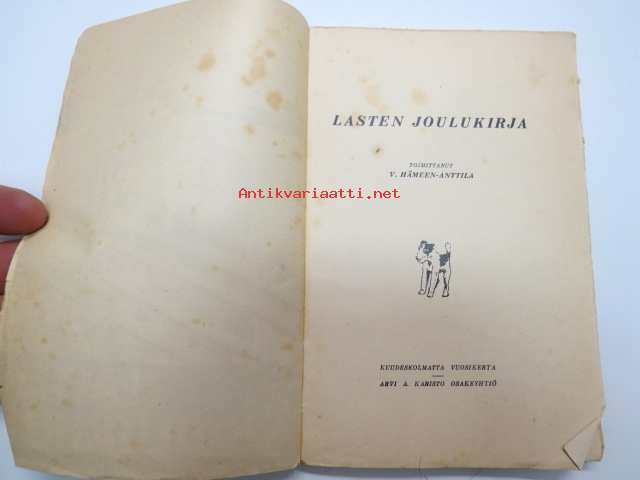 LASTEN JOULUKIRJA
TOIMITTANUT
V. HÄMEEN-ANTTILA
Antikvariaatti.net
KUUDESKOLMATTA VUOSIKERTA
ARVI A. KARISTO OSAKEYHTIÖ